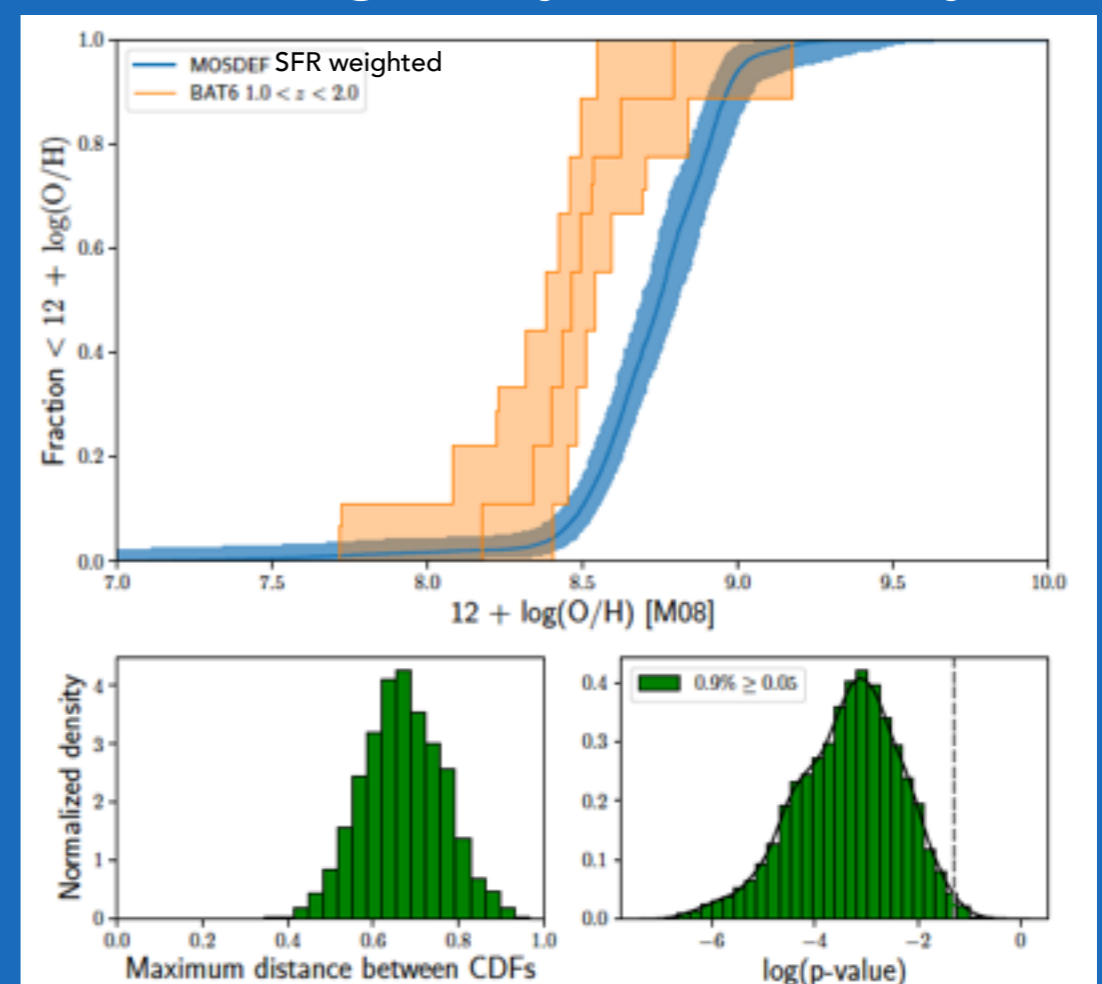 1.0
MOSDEF SFR weighted
BAT6 1.0 < z < 2.0
0.8
0.6
0.4
0.2
0.0
Fraction < 12 + log(O/H)
7.0 7.5 8.0 8.5 9.0 9.5 10.0
12 + log(O/H) [M08]
4
3
2
1
0
Normalized density
0.0 0.2 0.4 0.6 0.8 1.0
Maximum distance between CDFs
0.9% ≥ 0.05
0.4
0.3
0.2
0.1
0.0
−6 −4 −2 0
log(p-value)